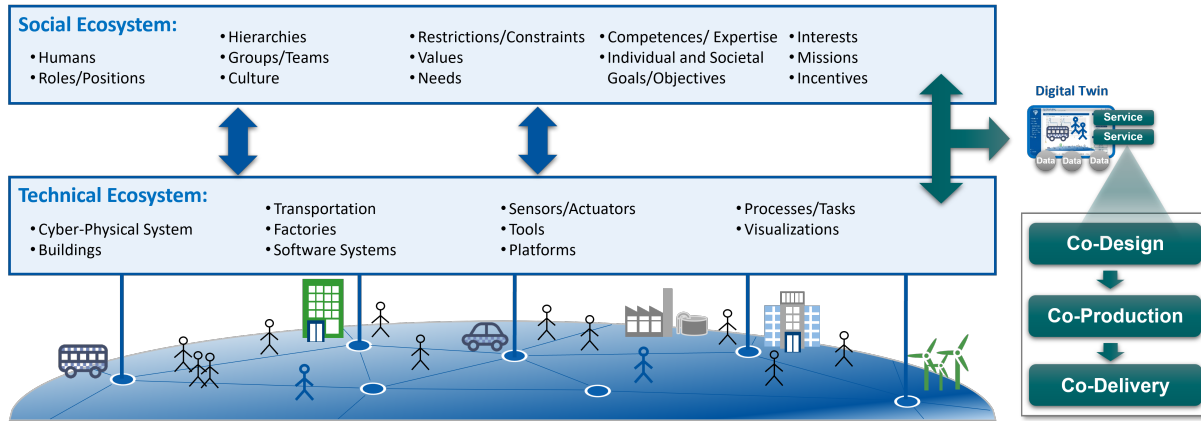 Social Ecosystem:
• Humans
• Roles/Positions
• Hierarchies
• Groups/Teams
• Culture
• Restrictions/Constraints
• Values
• Needs
• Competences/ Expertise
• Individual and Societal
Goals/Objectives
• Interests
• Missions
• Incentives
Digital Twin
Service
Service
Data
Data
Data
Technical Ecosystem:
• Cyber-Physical System
• Buildings
• Transportation
• Factories
• Software Systems
• Sensors/Actuators
• Tools
• Platforms
• Processes/Tasks
• Visualizations
Co-Design
Co-Production
Co-Delivery